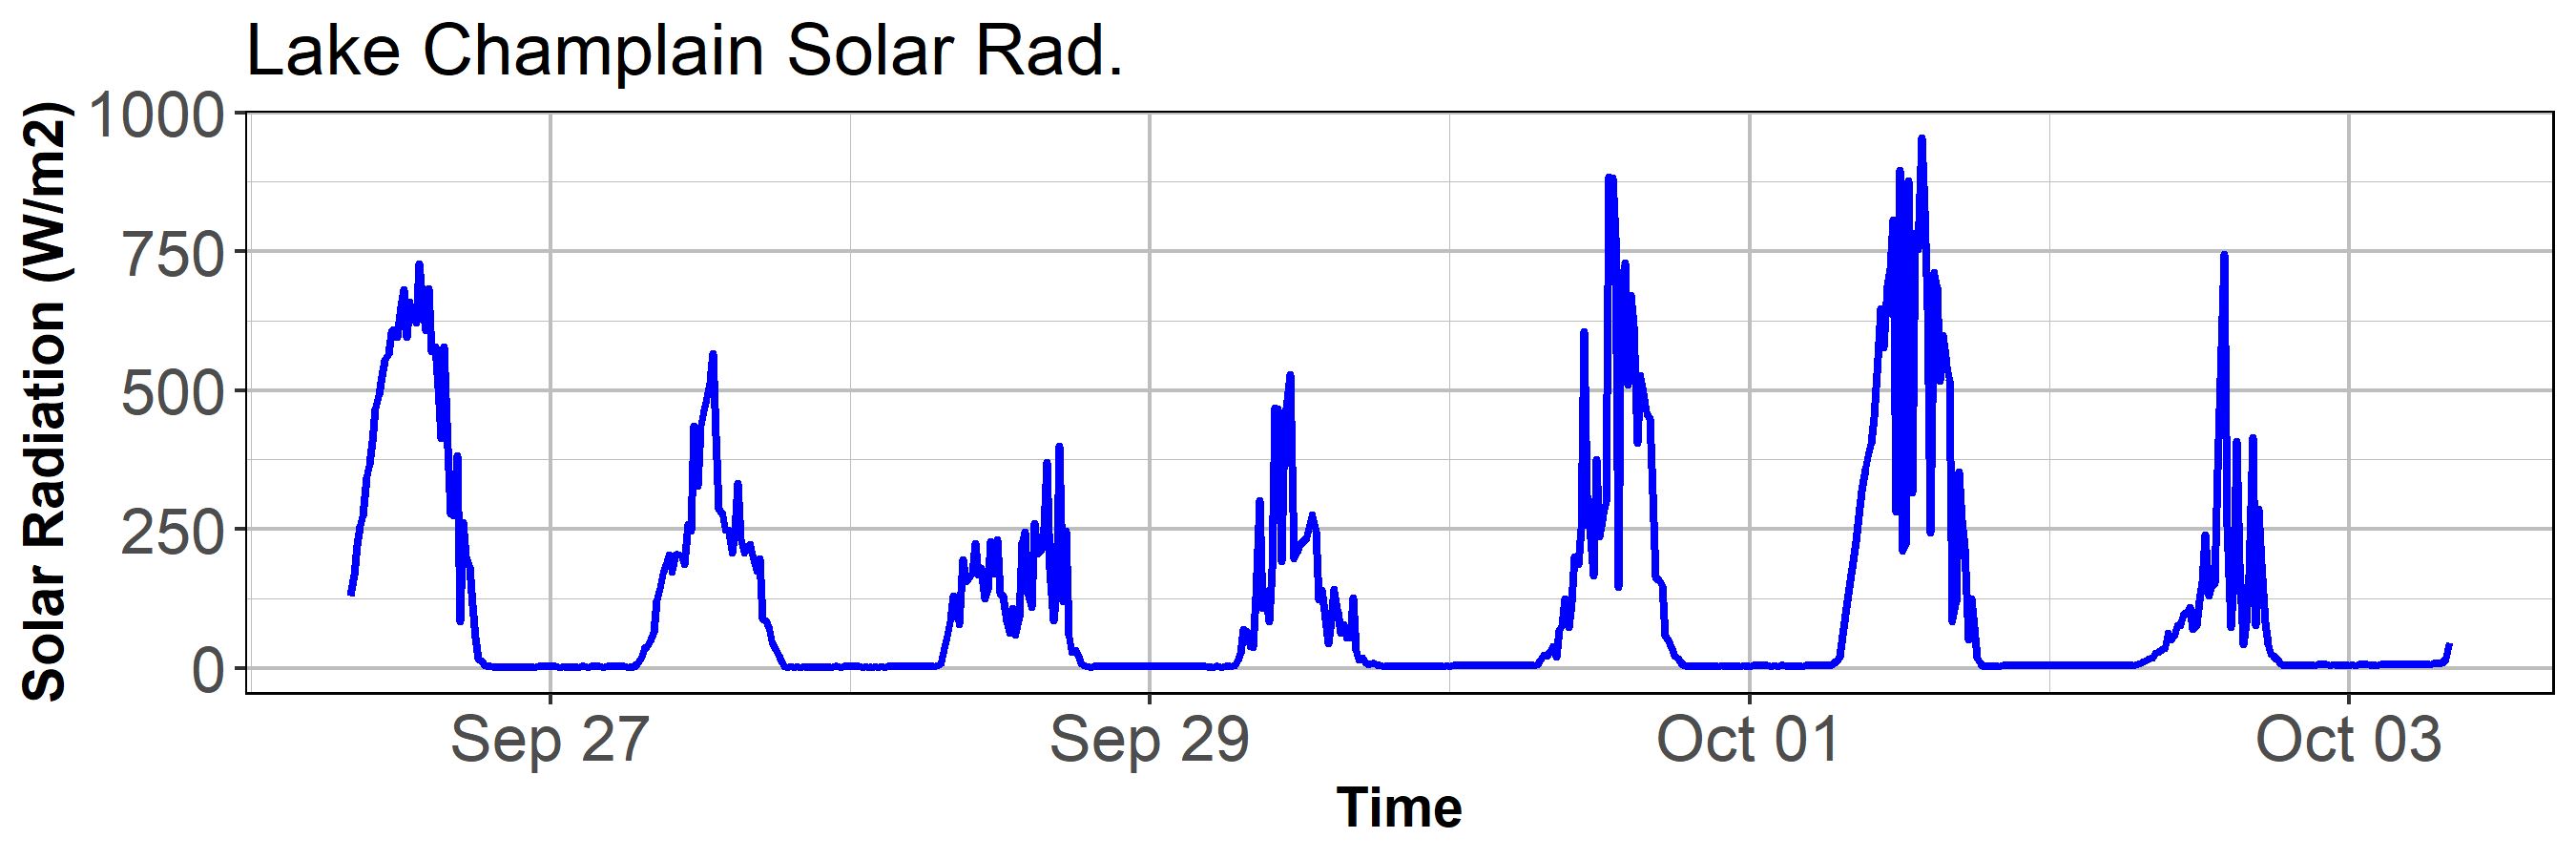 Lake Champlain Solar Rad.
Solar Radiation (W/m2)
1000
750
500
250
0
Sep 27 Sep 29 Oct 01 Oct 03
Time